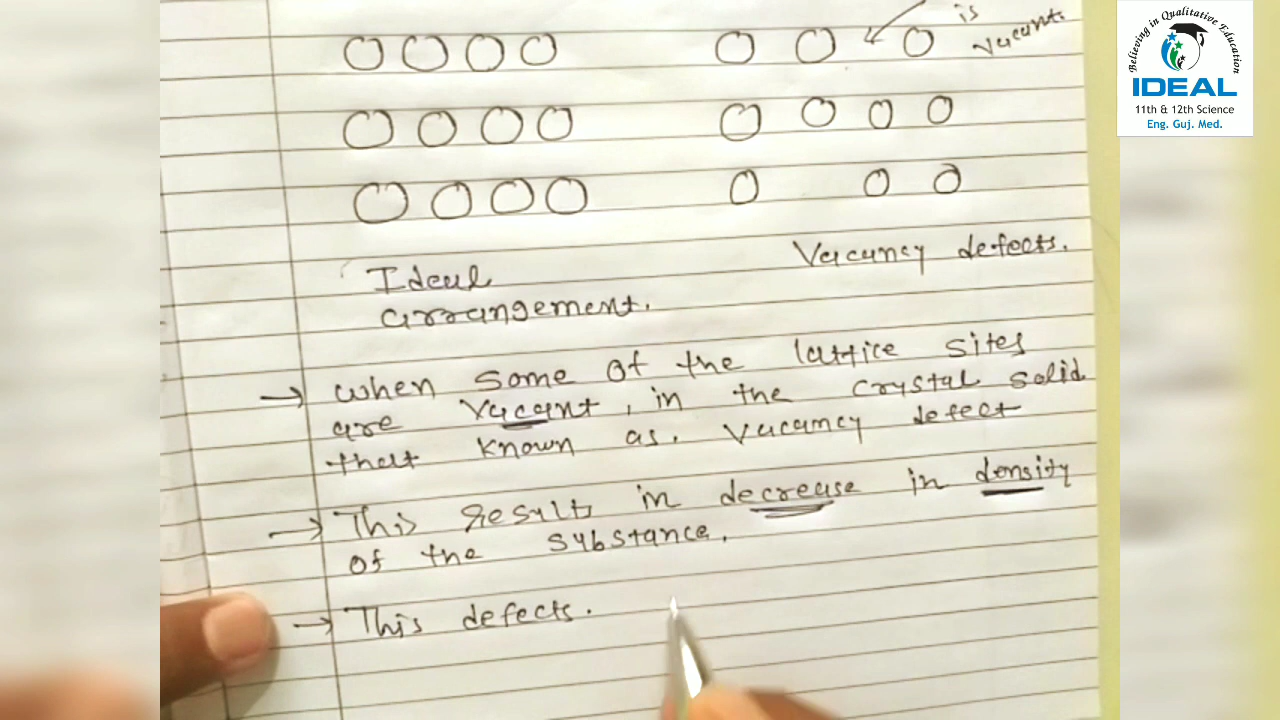 is
vacant.
Ideal
arrangement.
Vacancy defects.
→ when some of the lattice sites
are vacant, in the crystal solid
that known as. vacancy defect
→ This results in decrease in density
of the substance.
→ This defects.
Believing in Qualitative Education
IDEAL
11th & 12th Science
Eng. Guj. Med.